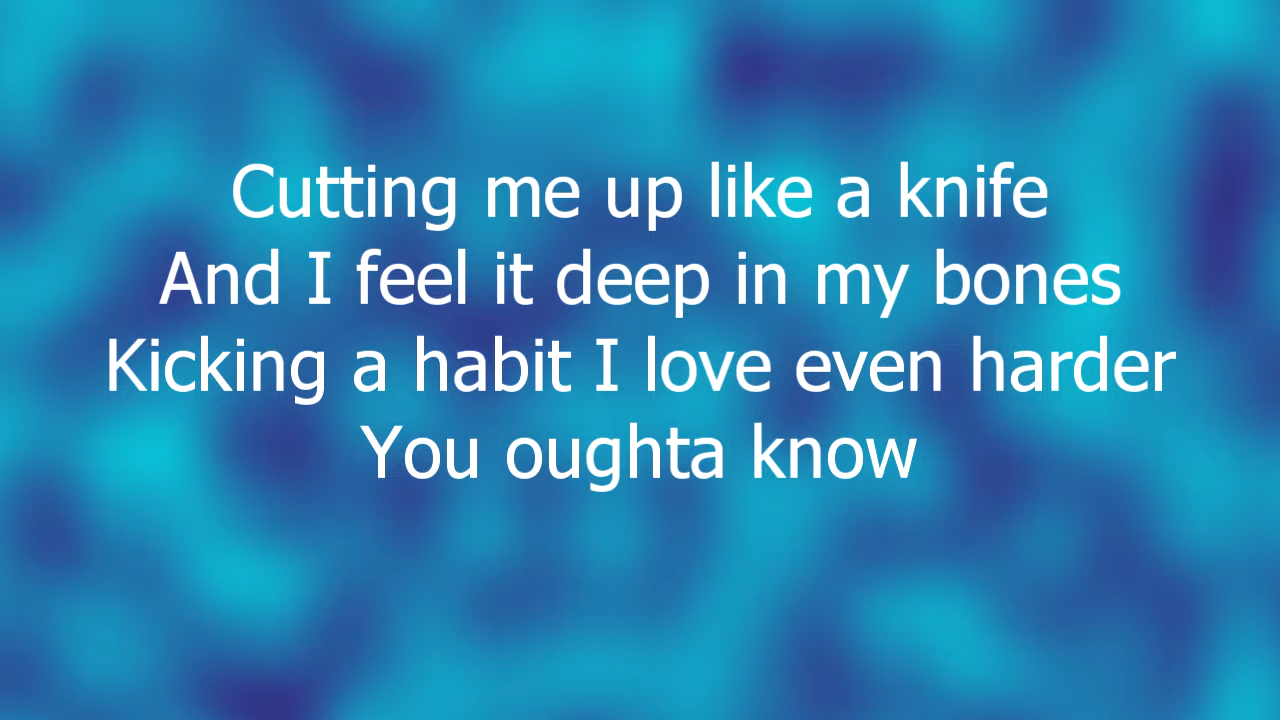 Cutting me up like a knife
And I feel it deep in my bones
Kicking a habit I love even harder
You oughta know